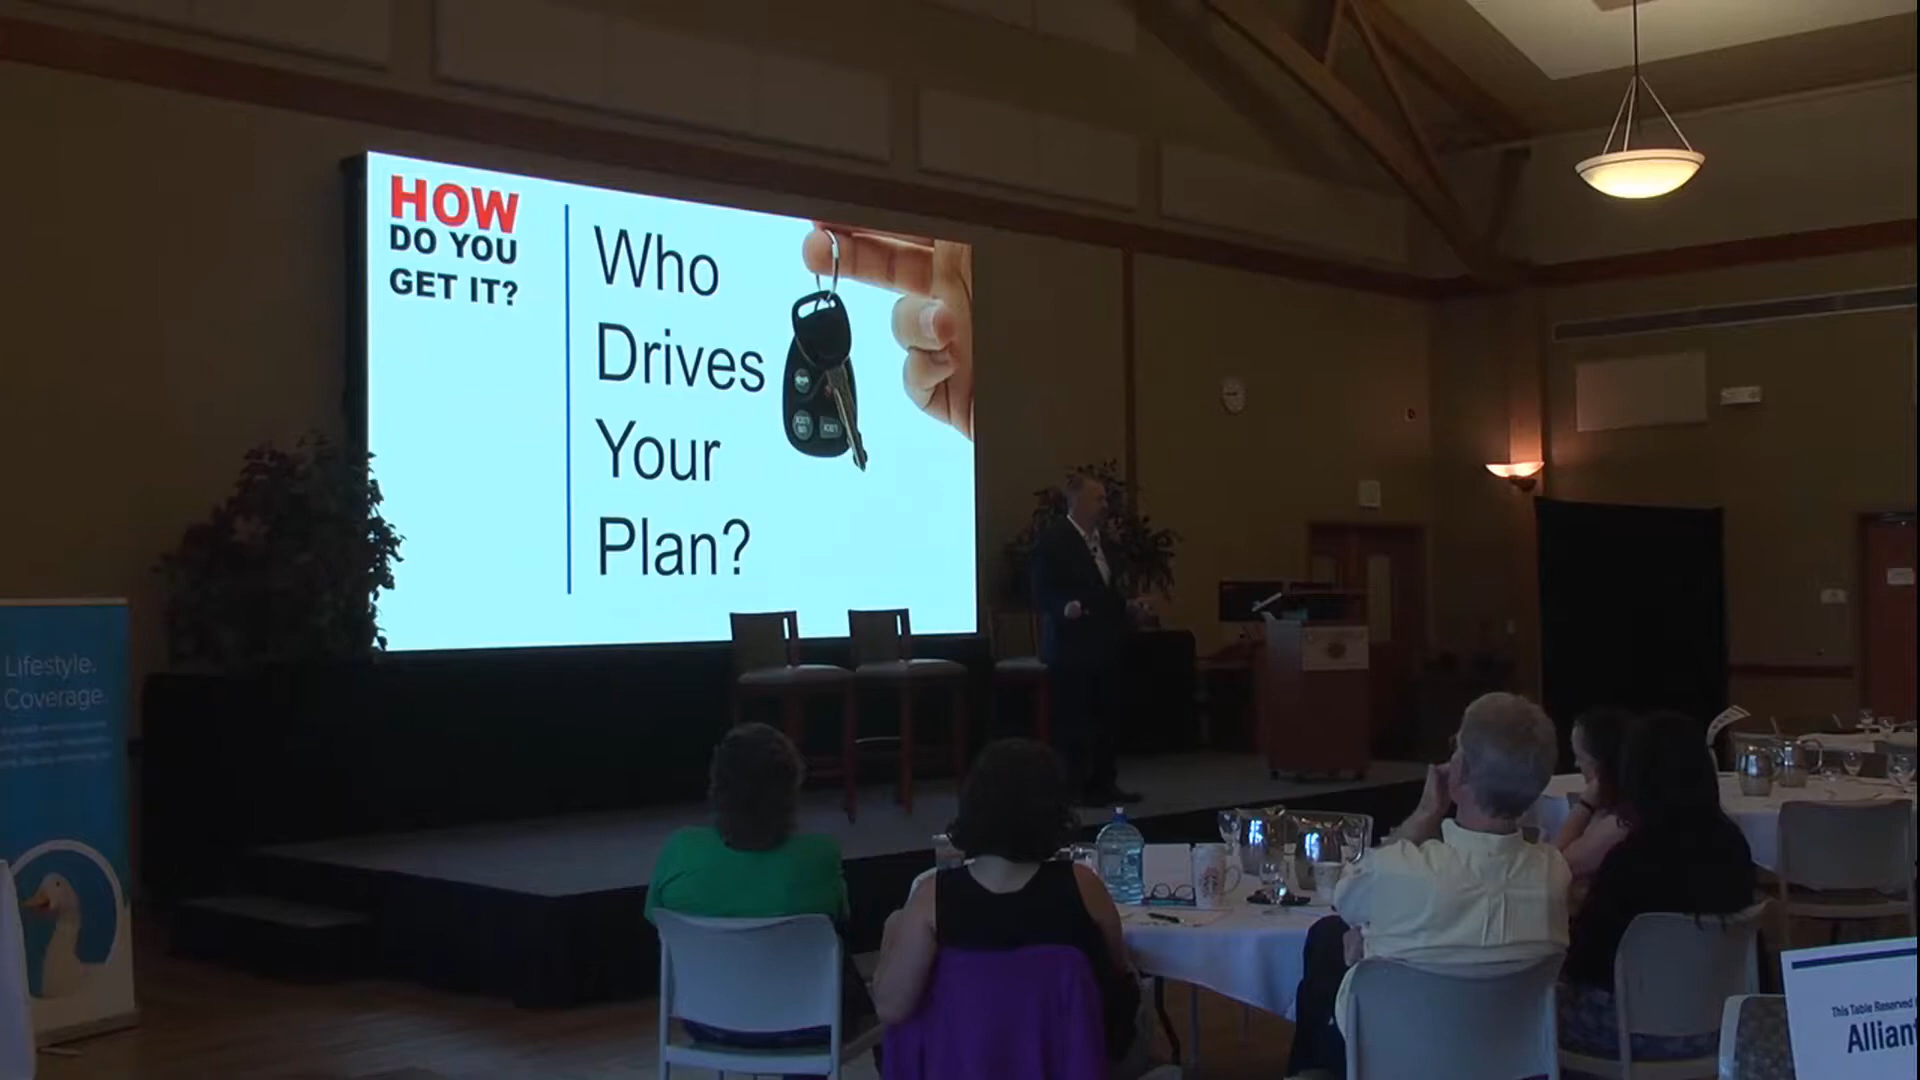 HOW
DO YOU
GET IT?
Who
Drives
Your
Plan?
Lifestyle.
Coverage.
This Table Reserved
Allian